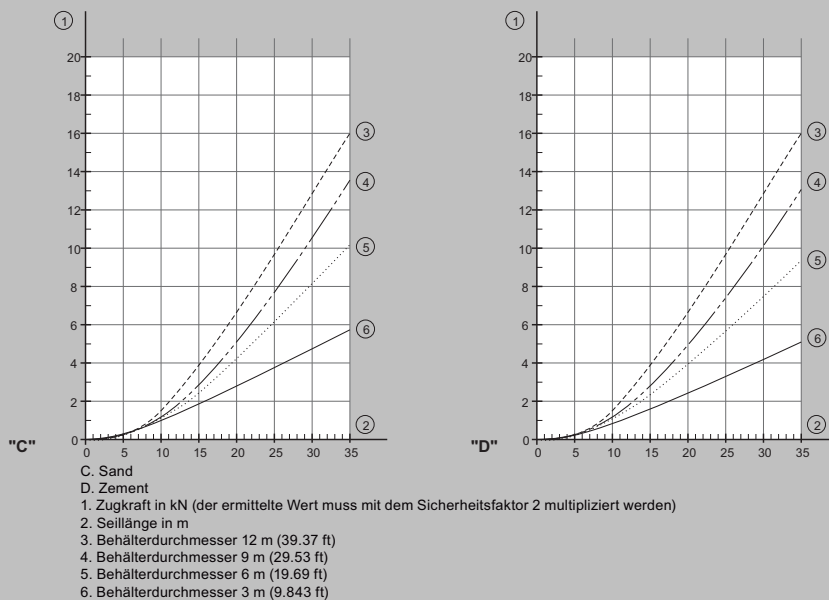 1 1
20 20
18 18
16 16
3 3
14 14
4 4
12 12
10 10
5 5
8 8
6 6
6 6
4 4
2 2
2 2
0 0
"C" 0 5 10 15 20 25 30 35 "D" 0 5 10 15 20 25 30 35
C. Sand
D. Zement
1. Zugkraft in kN (der ermittelte Wert muss mit dem Sicherheitsfaktor 2 multipliziert werden)
2. Seillänge in m
3. Behälterdurchmesser 12 m (39.37 ft)
4. Behälterdurchmesser 9 m (29.53 ft)
5. Behälterdurchmesser 6 m (19.69 ft)
6. Behälterdurchmesser 3 m (9.843 ft)